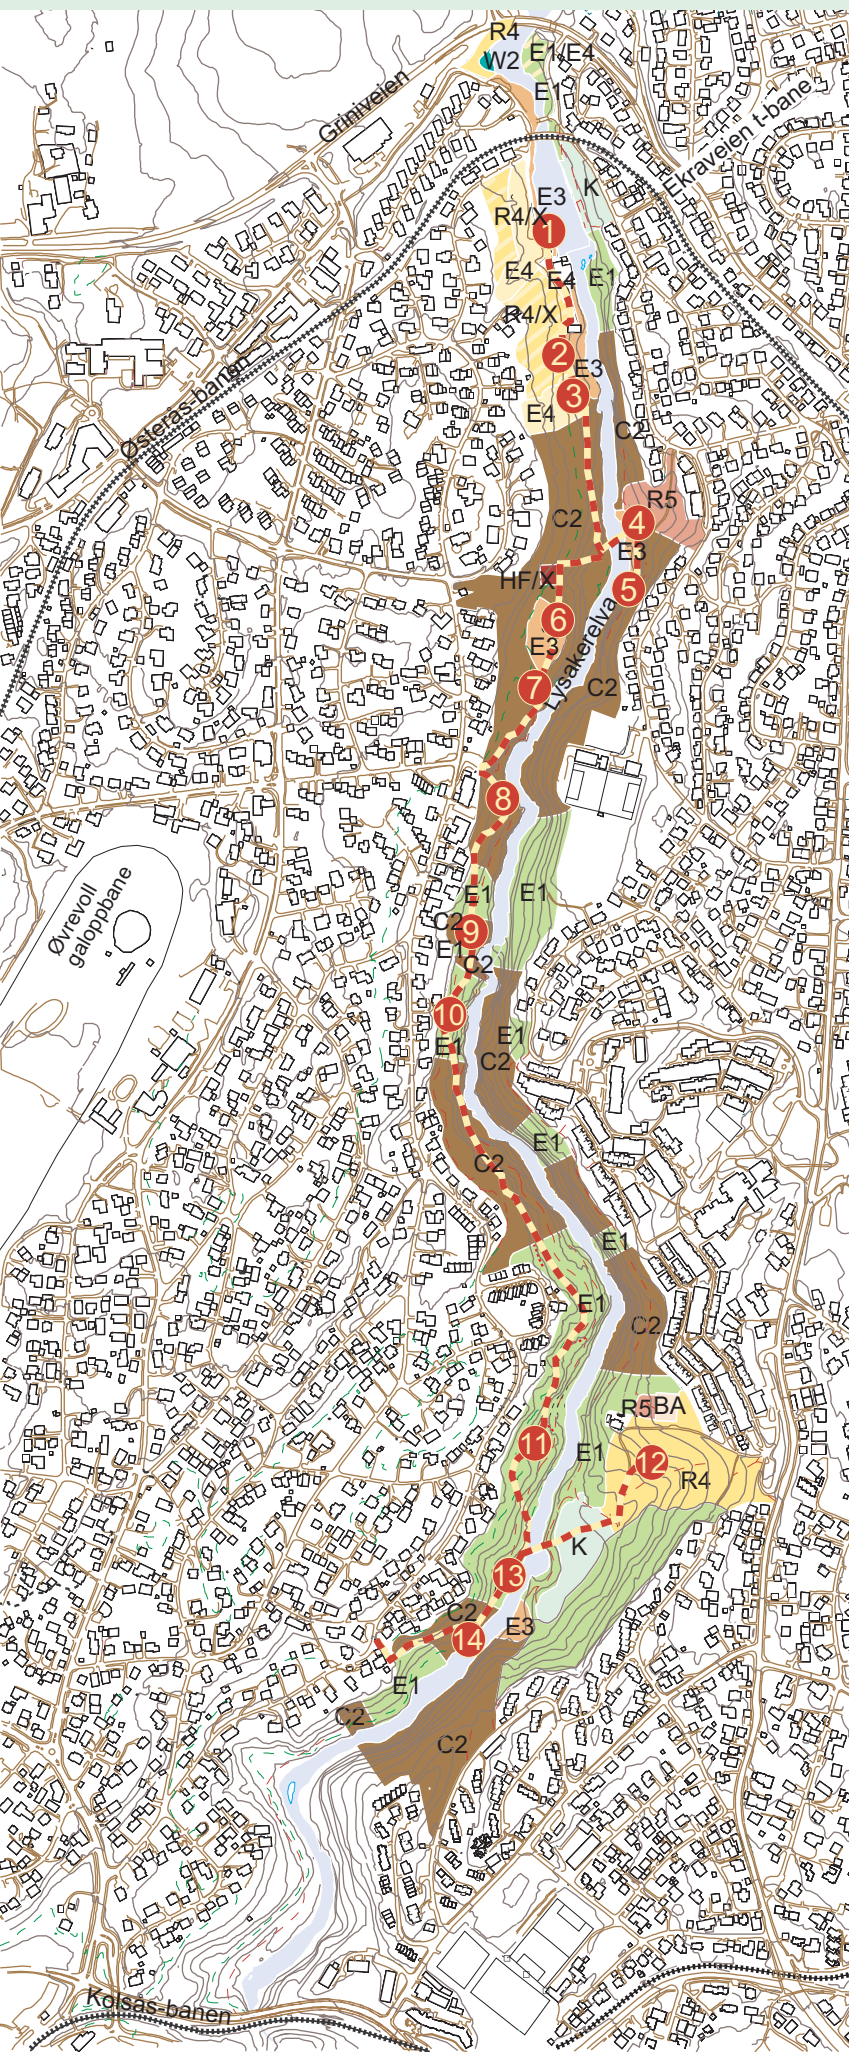 R4
W2
E1/E4
Griniveien
E1
Ekraveien t-bane
K
E3
R4/X
1
E4
E4
E1
R4/X
2
E3
3
E4
C2
R5
C2
4
E3
HF/X
5
6
Lysakerelva
E3
7
C2
Østerås-banen
8
Øvrevoll
galoppbane
E1
E1
C2
9
E1
C2
10
E1
E1
C2
E1
C2
E1
E1
C2
R5
BA
11
E1
12
R4
K
13
C2
E3
14
E1
C2
C2
Kolsås-banen